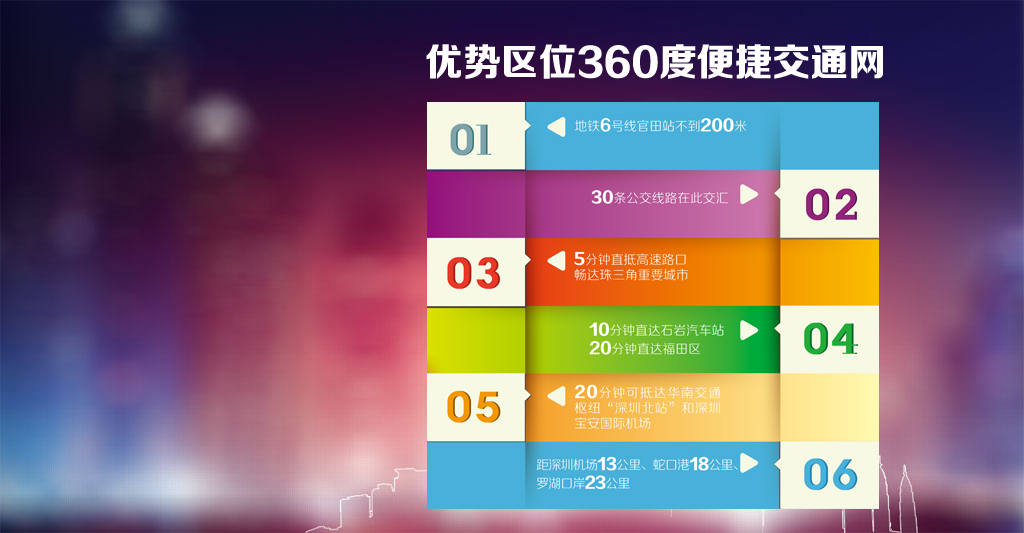 优势区位360度便捷交通网
01
地铁6号线官田站不到200米
30条公交线路在此交汇
02
03
5分钟直抵高速路口
畅达珠三角重要城市
10分钟直达石岩汽车站
20分钟直达福田区
04
05
20分钟可抵达华南交通
枢纽“深圳北站”和深圳
宝安国际机场
距深圳机场13公里、蛇口港18公里、
罗湖口岸23公里
06